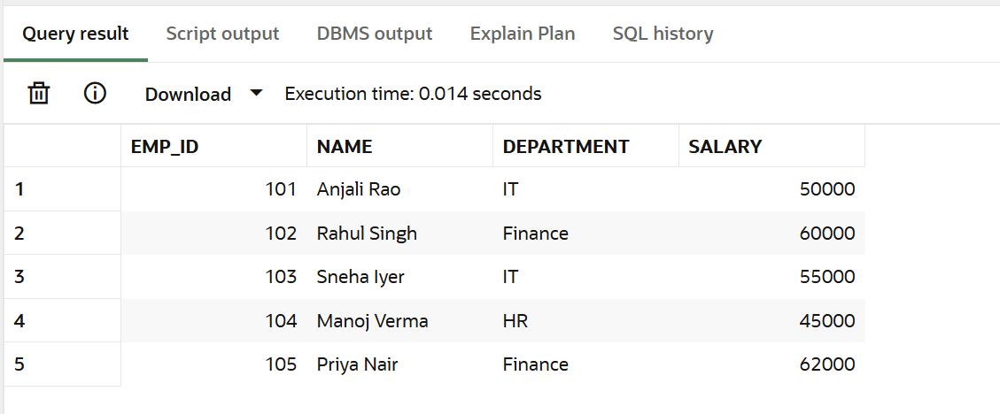 Query result Script output DBMS output Explain Plan SQL history
Download Execution time: 0.014 seconds
EMP_ID NAME DEPARTMENT SALARY
1 101 Anjali Rao IT 50000
2 102 Rahul Singh Finance 60000
3 103 Sneha Iyer IT 55000
4 104 Manoj Verma HR 45000
5 105 Priya Nair Finance 62000